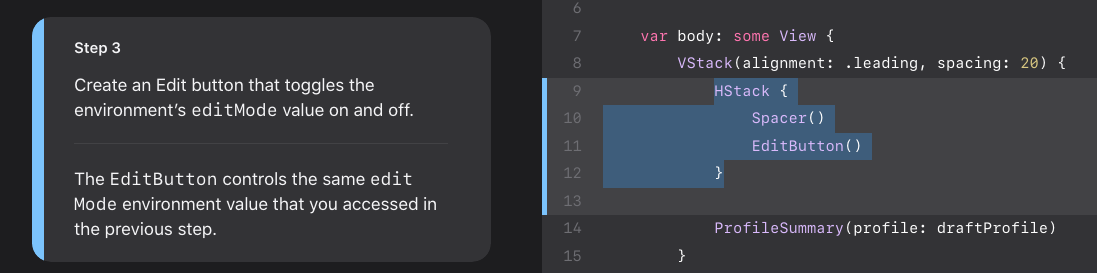 Step 3
Create an Edit button that toggles the
environment’s editMode value on and off.
The EditButton controls the same edit
Mode environment value that you accessed in
the previous step.
6
7 var body: some View {
8 VStack(alignment: .leading, spacing: 20) {
9 HStack {
10 Spacer()
11 EditButton()
12 }
13
14 ProfileSummary(profile: draftProfile)
15 }